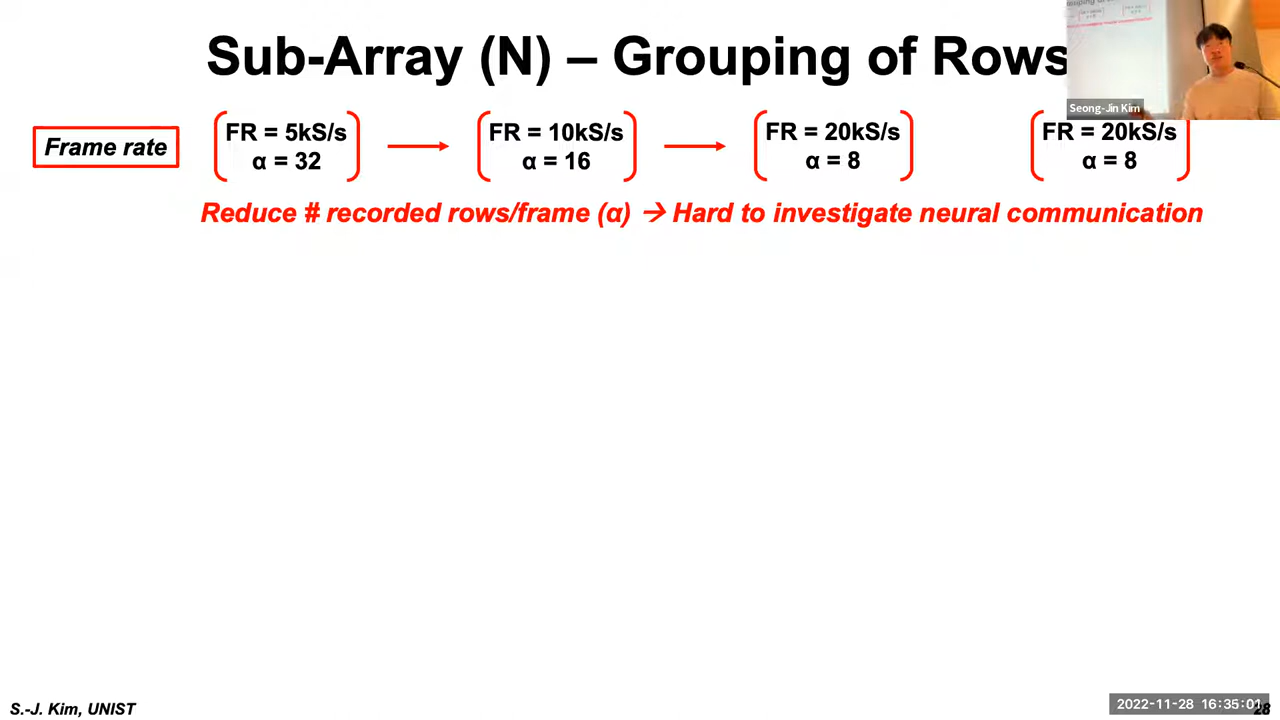 Sub-Array (N) – Grouping of Rows
Seong-Jin Kim
Frame rate
FR = 5kS/s
α = 32
FR = 10kS/s
α = 16
FR = 20kS/s
α = 8
FR = 20kS/s
α = 8
Reduce # recorded rows/frame (α) → Hard to investigate neural communication
S.-J. Kim, UNIST
2022-11-28 16:35:01
28